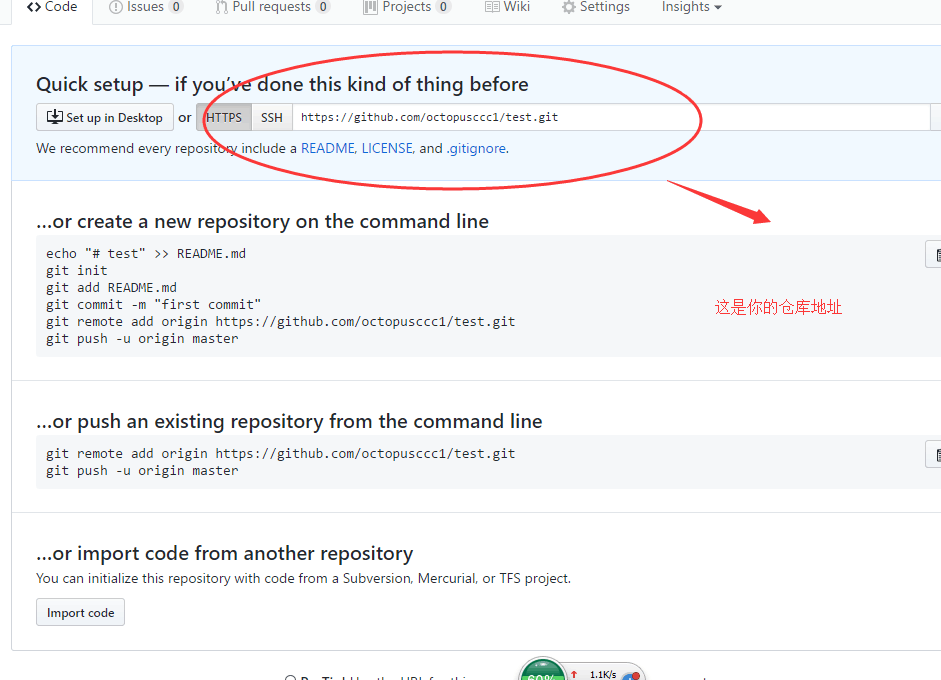 Code Issues 0 Pull requests 0 Projects 0 Wiki Settings Insights
Quick setup — if you've done this kind of thing before
Set up in Desktop or HTTPS SSH https://github.com/octopusccc1/test.git
We recommend every repository include a README, LICENSE, and .gitignore.
…or create a new repository on the command line
echo "# test" >> README.md
git init
git add README.md
git commit -m "first commit"
这是你的仓库地址
git remote add origin https://github.com/octopusccc1/test.git
git push -u origin master
…or push an existing repository from the command line
git remote add origin https://github.com/octopusccc1/test.git
git push -u origin master
…or import code from another repository
You can initialize this repository with code from a Subversion, Mercurial, or TFS project.
Import code
1.1K/s